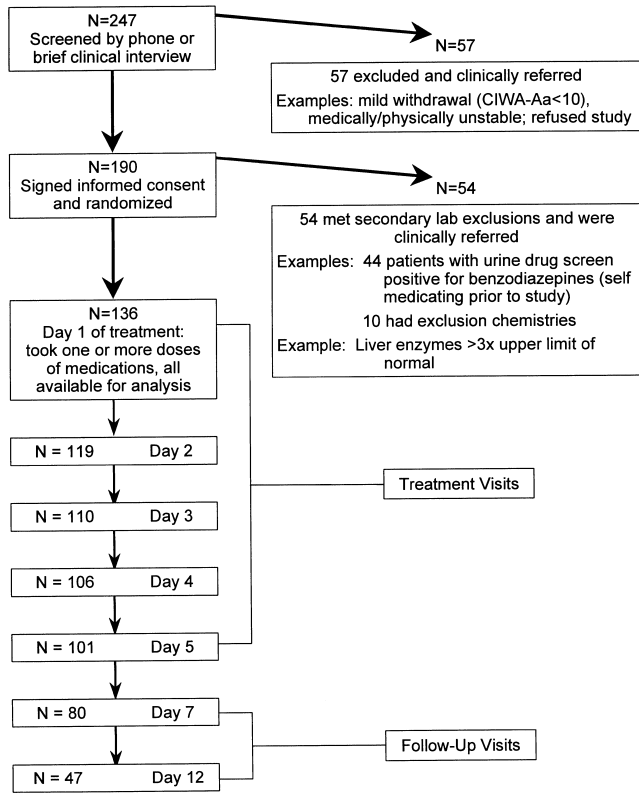 N=247
Screened by phone or
brief clinical interview
N=57
57 excluded and clinically referred
Examples: mild withdrawal (CIWA-Aa<10),
medically/physically unstable; refused study
N=190
Signed informed consent
and randomized
N=54
54 met secondary lab exclusions and were
clinically referred
Examples: 44 patients with urine drug screen
positive for benzodiazepines (self
medicating prior to study)
10 had exclusion chemistries
Example: Liver enzymes >3x upper limit of
normal
N=136
Day 1 of treatment:
took one or more doses
of medications, all
available for analysis
N = 119 Day 2
N = 110 Day 3
N = 106 Day 4
N = 101 Day 5
Treatment Visits
N = 80 Day 7
N = 47 Day 12
Follow-Up Visits